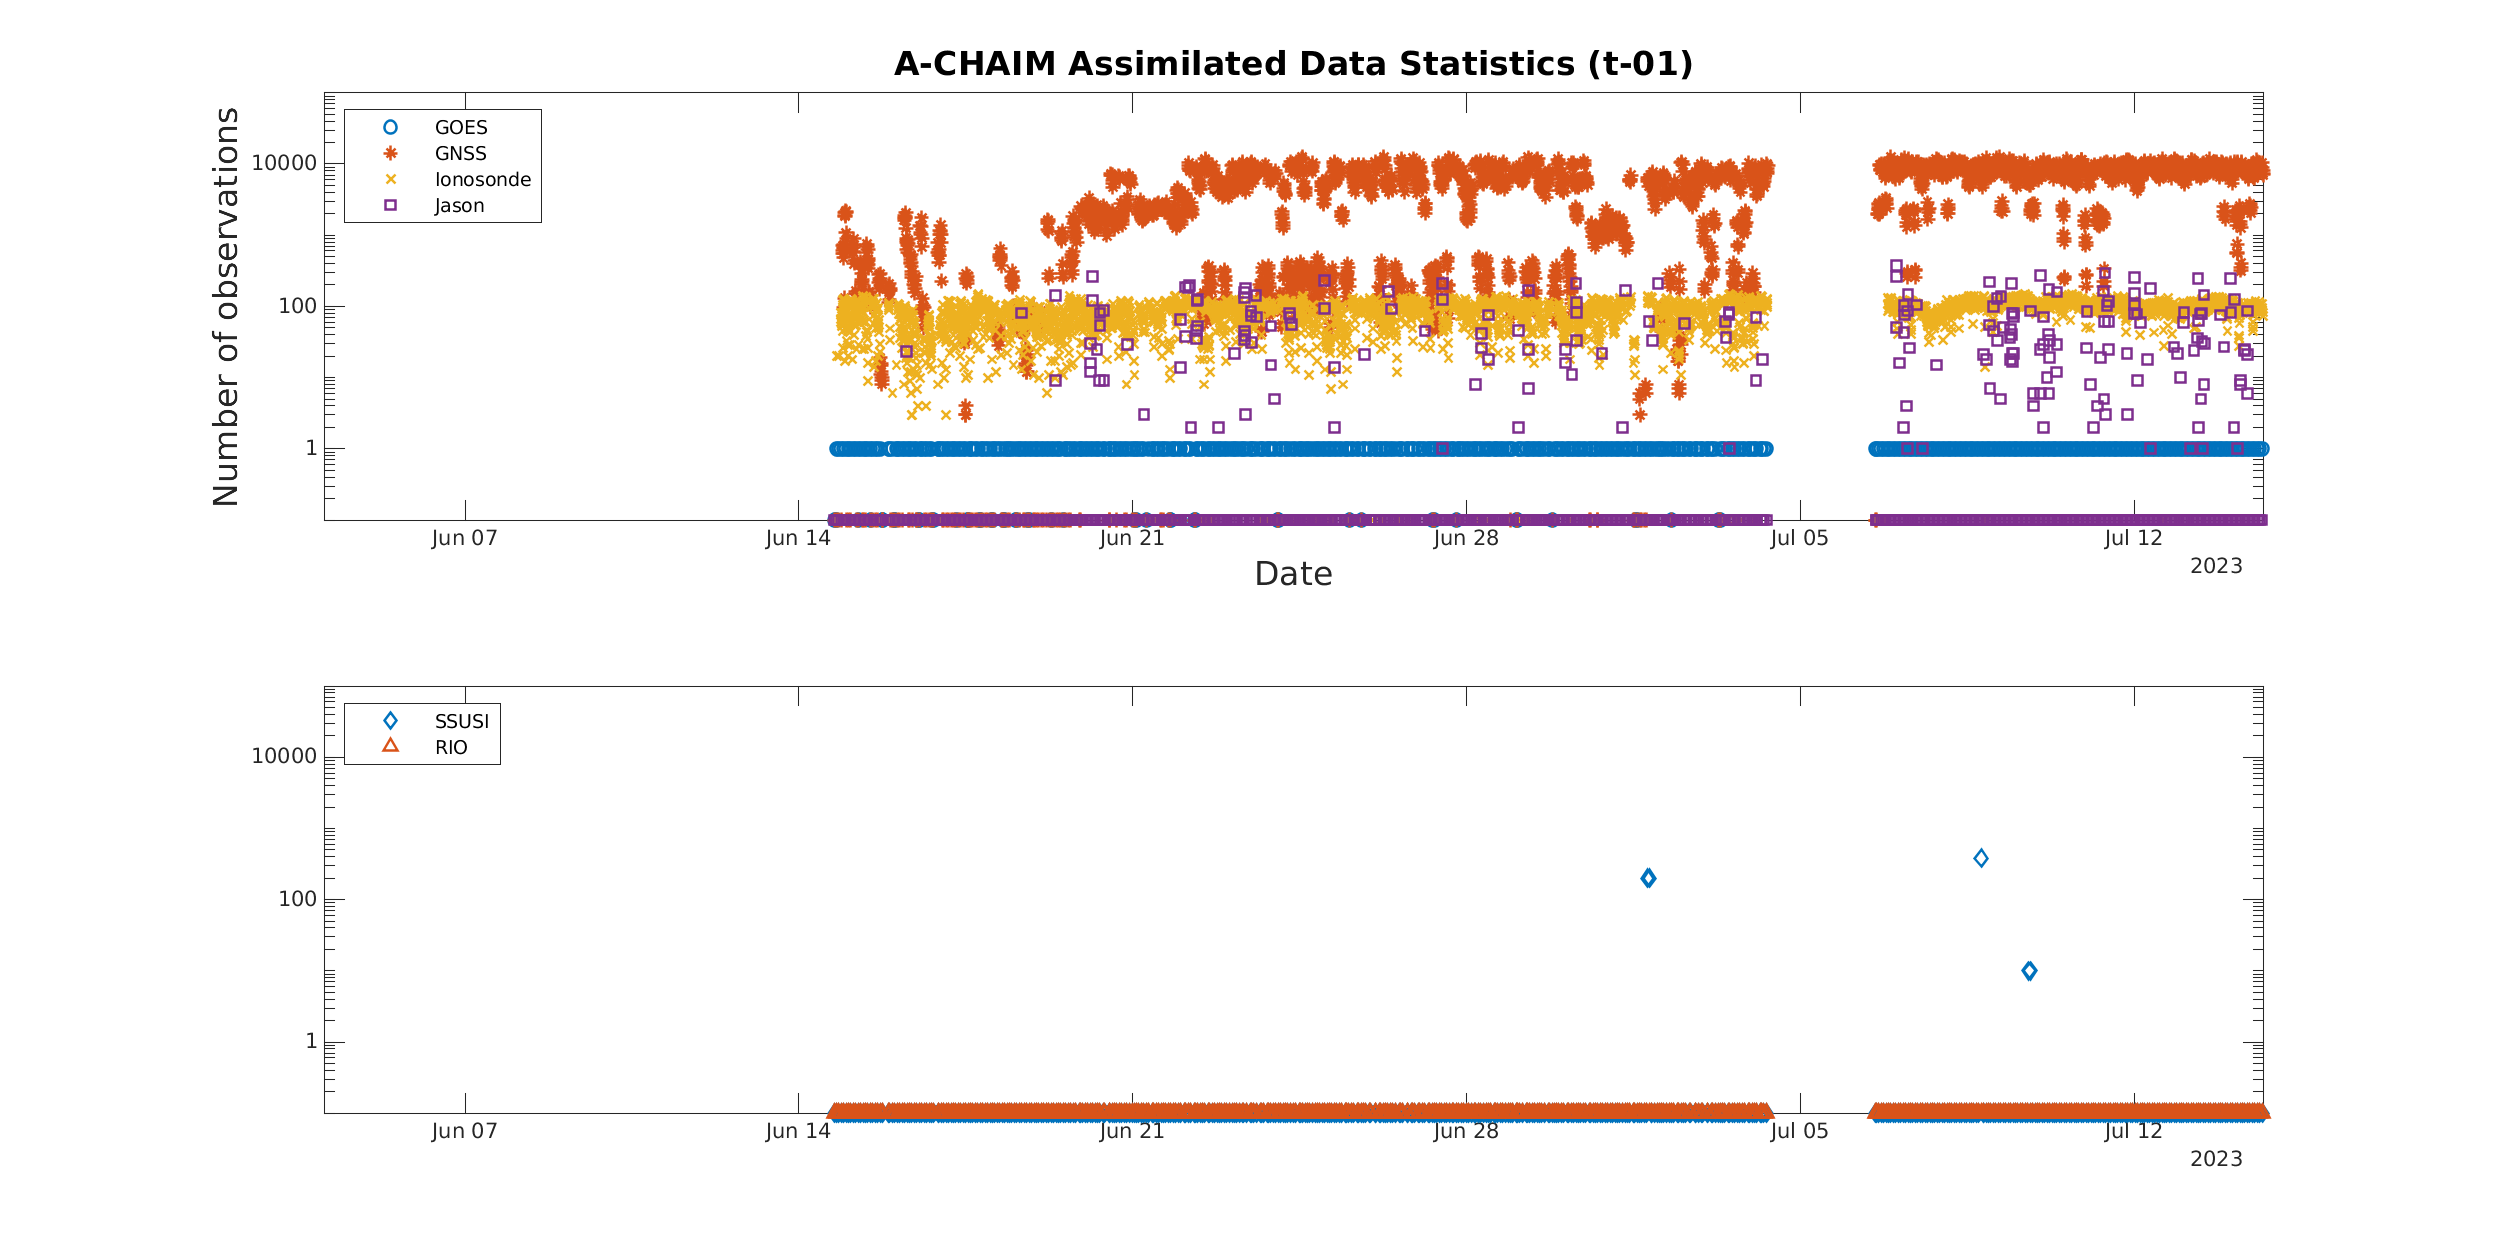 A-CHAIM Assimilated Data Statistics (t-01)
Number of observations
10000
100
1
GOES
GNSS
Ionosonde
Jason
Jun 07
Jun 14
Jun 21
Jun 28
Jul 05
Jul 12
2023
Date
10000
100
1
SSUSI
RIO
Jun 07
Jun 14
Jun 21
Jun 28
Jul 05
Jul 12
2023